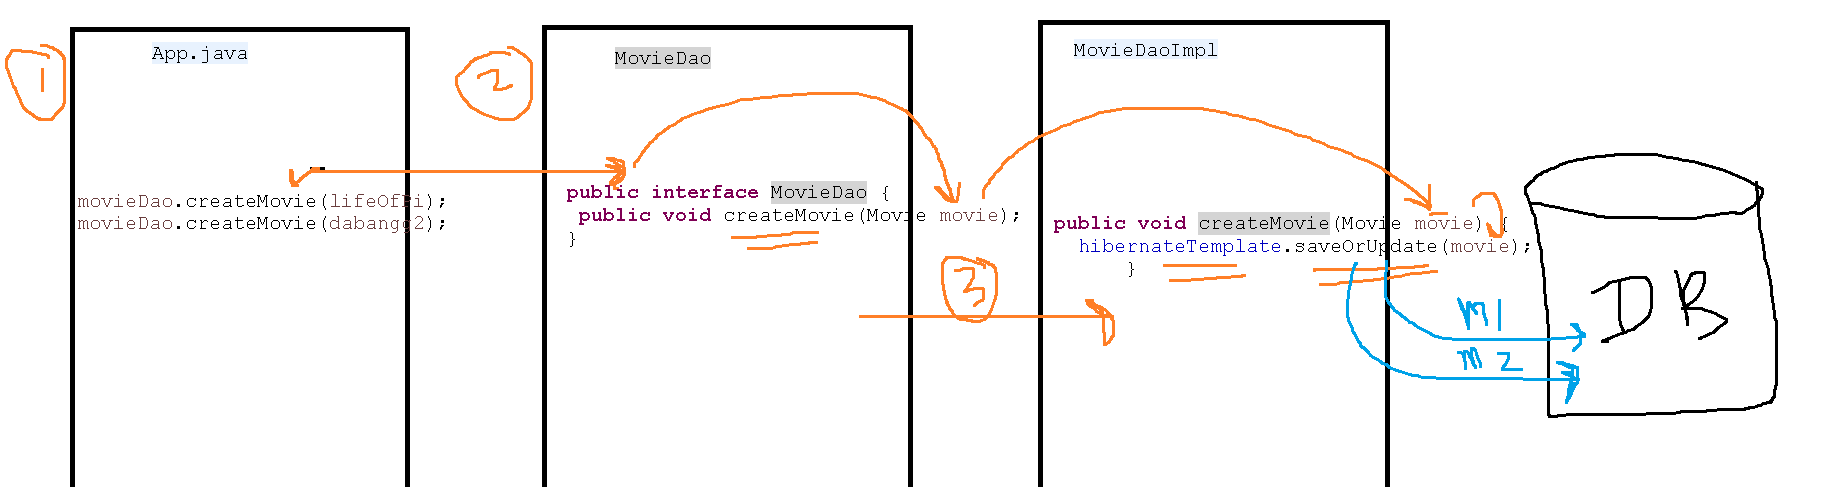 1
App.java
movieDao.createMovie(lifeOfPi);
movieDao.createMovie(dabangg2);
2
MovieDao
public interface MovieDao {
public void createMovie(Movie movie);
}
3
MovieDaoImpl
public void createMovie(Movie movie) {
hibernateTemplate.saveOrUpdate(movie);
}
M1
M2
DB